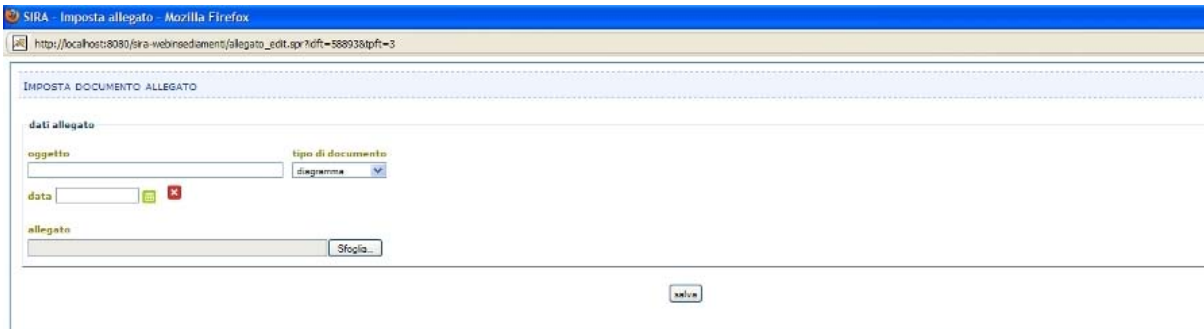 SIRA - Imposta allegato - Mozilla Firefox
http://localhost:8080/sira-webinsediamenti/allegato_edit.spr?idft=58893&tpft=3
IMPOSTA DOCUMENTO ALLEGATO
dati allegato
oggetto tipo di documento
diagramma
data
allegato
Sfoglia...
salva